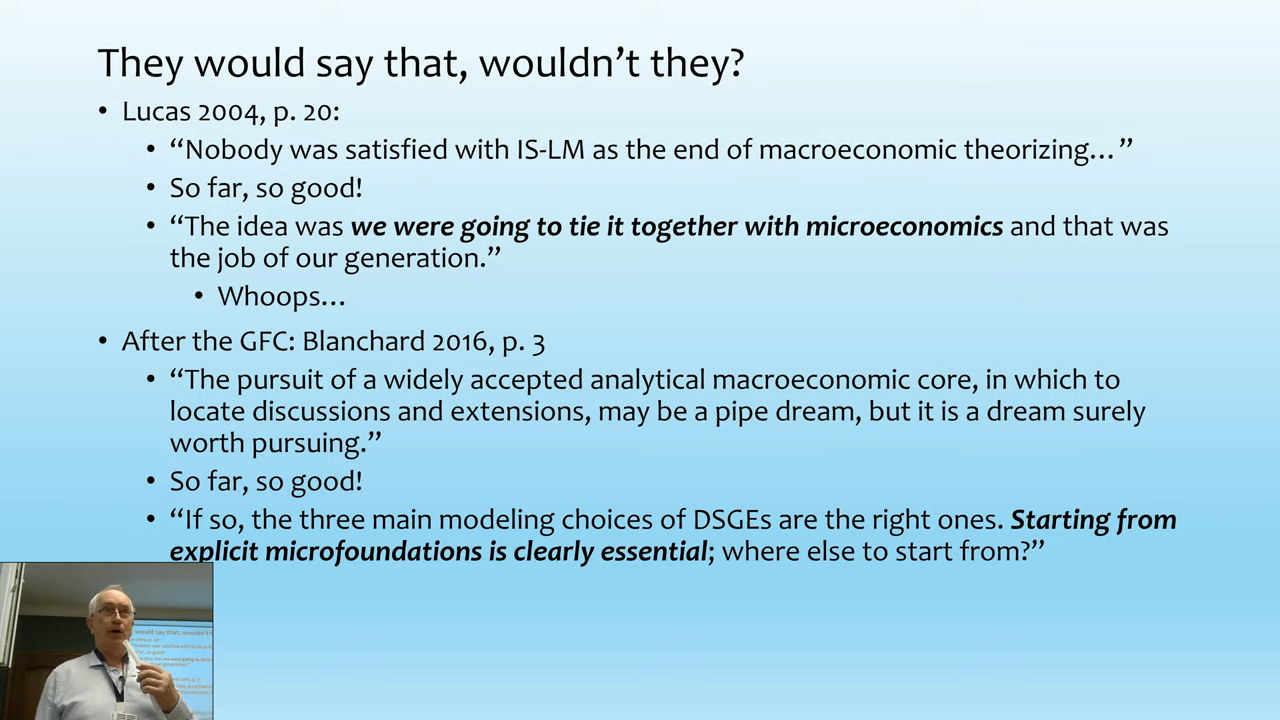 They would say that, wouldn’t they?
• Lucas 2004, p. 20:
• “Nobody was satisfied with IS-LM as the end of macroeconomic theorizing…”
• So far, so good!
• “The idea was we were going to tie it together with microeconomics and that was
the job of our generation.”
• Whoops…
• After the GFC: Blanchard 2016, p. 3
• “The pursuit of a widely accepted analytical macroeconomic core, in which to
locate discussions and extensions, may be a pipe dream, but it is a dream surely
worth pursuing.”
• So far, so good!
• “If so, the three main modeling choices of DSGEs are the right ones. Starting from
explicit microfoundations is clearly essential; where else to start from?”
would say that, wouldn't